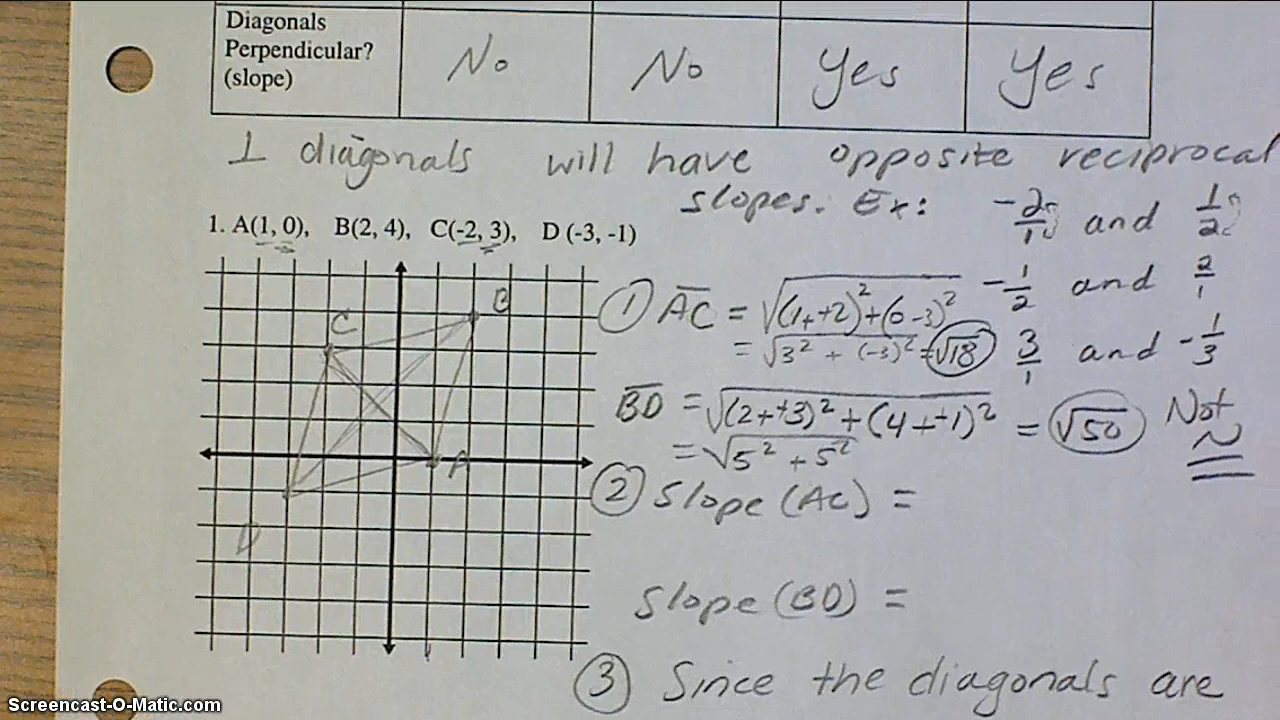 Diagonals
Perpendicular?
(slope)
No No Yes Yes
⊥ diagonals will have opposite reciprocal
slopes. Ex: -2/1 and 1/2
1. A(1, 0), B(2, 4), C(-2, 3), D (-3, -1)
-1/2 and 2/1
3/1 and -1/3
① AC = √(1++2)²+(0-3)²
= √3² + (-3)² = √18
BD = √(2++3)² + (4++1)² = √50 Not ≅
= √5² + 5²
② Slope (AC) =
Slope (BD) =
③ Since the diagonals are
C
B
A
D
Screencast-O-Matic.com